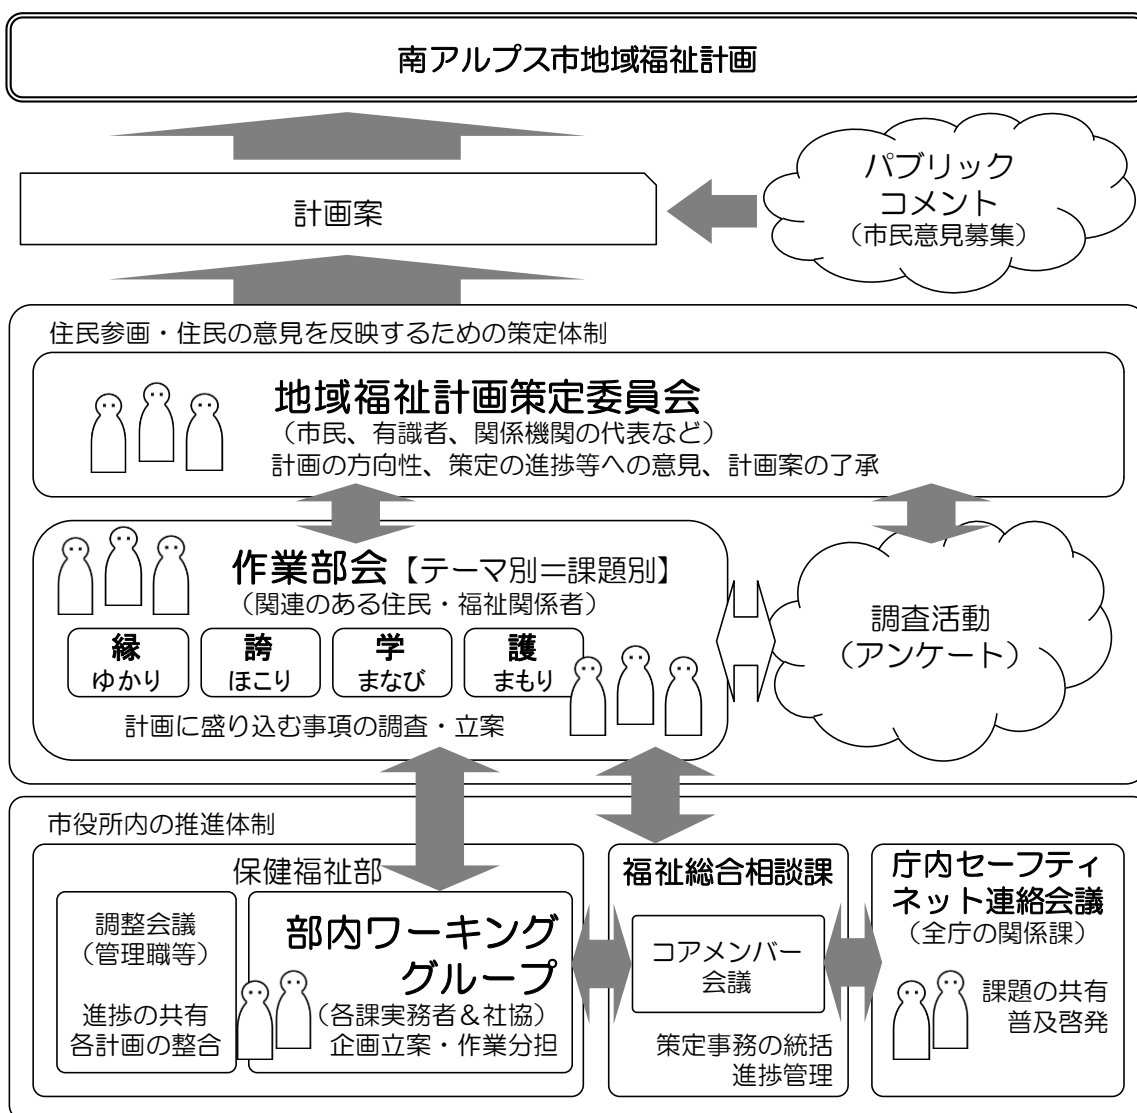 南アルプス市地域福祉計画
計画案
パブリック
コメント
（市民意見募集）
住民参画・住民の意見を反映するための策定体制
地域福祉計画策定委員会
（市民、有識者、関係機関の代表など）
計画の方向性、策定の進捗等への意見、計画案の了承
作業部会【テーマ別＝課題別】
（関連のある住民・福祉関係者）
縁
ゆかり
誇
ほこり
学
まなび
護
まもり
計画に盛り込む事項の調査・立案
調査活動
（アンケート）
市役所内の推進体制
保健福祉部
調整会議
（管理職等）
進捗の共有
各計画の整合
部内ワーキング
グループ
（各課実務者＆社協）
企画立案・作業分担
福祉総合相談課
コアメンバー
会議
策定事務の統括
進捗管理
庁内セーフティ
ネット連絡会議
（全庁の関係課）
課題の共有
普及啓発